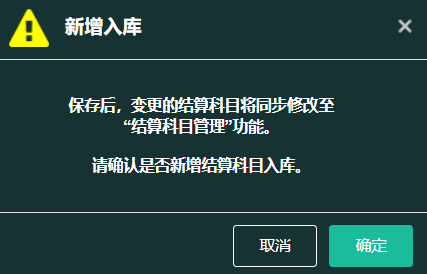 新增入库
保存后，变更的结算科目将同步修改至
“结算科目管理”功能。
请确认是否新增结算科目入库。
取消
确定